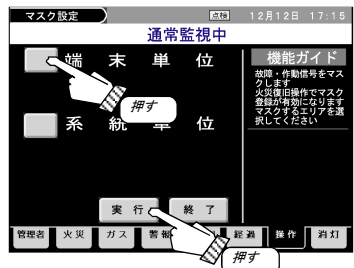 マスク設定
点検
12月12日 17:15
通常監視中
端末単位
押す
系統単位
機能ガイド
故障・作動信号をマス
クします
火災復旧操作でマスク
登録が有効になります
マスクするエリアを選
択してください
実行
終了
押す
管理者
火災
ガス
警報
経過
操作
消灯